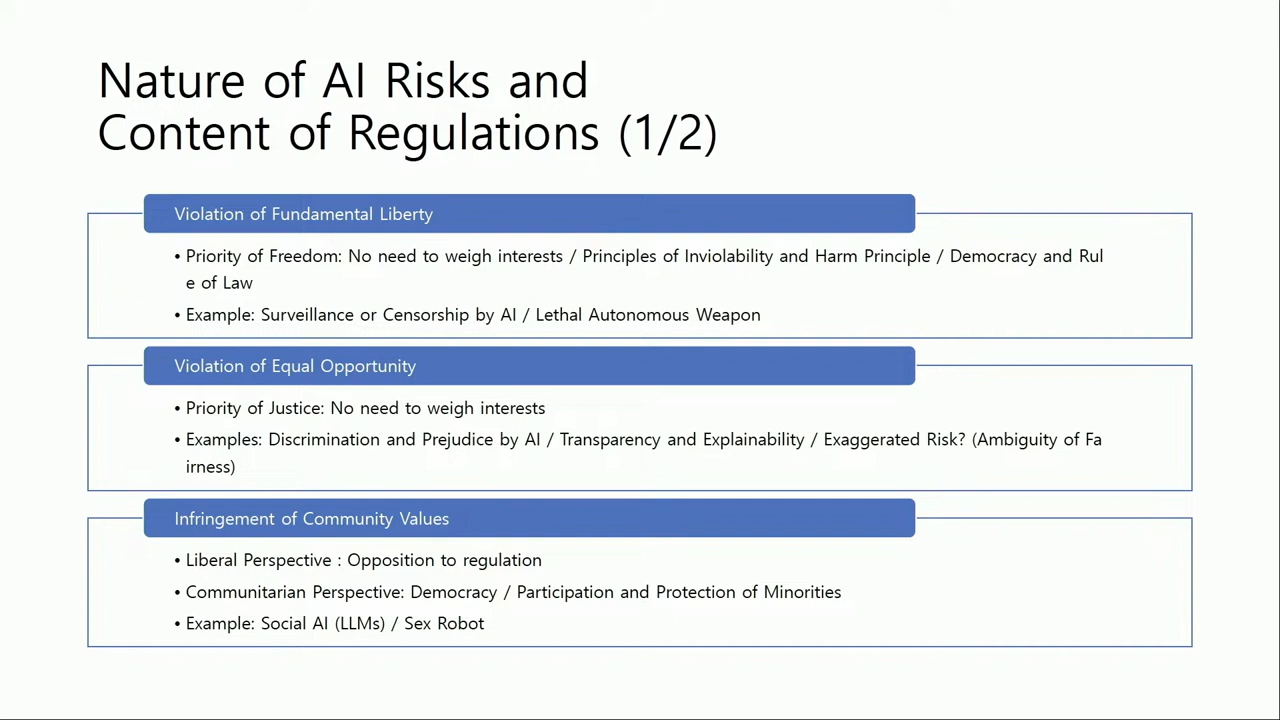 Nature of AI Risks and
Content of Regulations (1/2)
Violation of Fundamental Liberty
• Priority of Freedom: No need to weigh interests / Principles of Inviolability and Harm Principle / Democracy and Rul
e of Law
• Example: Surveillance or Censorship by AI / Lethal Autonomous Weapon
Violation of Equal Opportunity
• Priority of Justice: No need to weigh interests
• Examples: Discrimination and Prejudice by AI / Transparency and Explainability / Exaggerated Risk? (Ambiguity of Fa
irness)
Infringement of Community Values
• Liberal Perspective : Opposition to regulation
• Communitarian Perspective: Democracy / Participation and Protection of Minorities
• Example: Social AI (LLMs) / Sex Robot